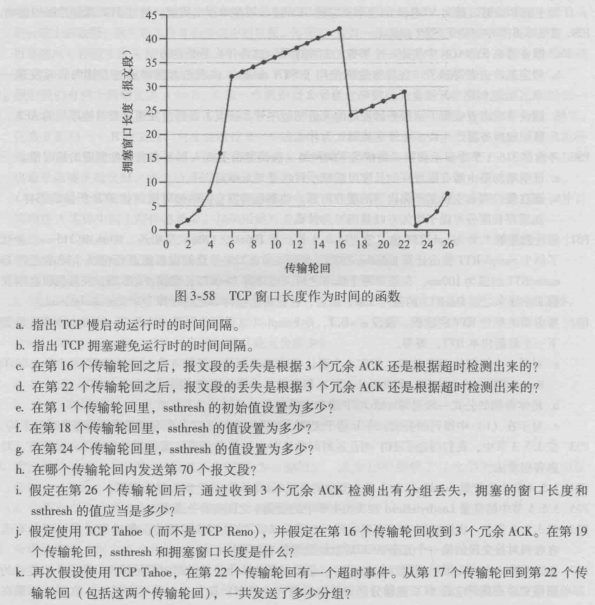 45
40
35
30
25
20
15
10
5
0
拥塞窗口长度（报文段）
0 2 4 6 8 10 12 14 16 18 20 22 24 26
传输轮回
图 3-58 TCP 窗口长度作为时间的函数
a. 指出 TCP 慢启动运行时的时间间隔。
b. 指出 TCP 拥塞避免运行时的时间间隔。
c. 在第 16 个传输轮回之后，报文段的丢失是根据 3 个冗余 ACK 还是根据超时检测出来的？
d. 在第 22 个传输轮回之后，报文段的丢失是根据 3 个冗余 ACK 还是根据超时检测出来的？
e. 在第 1 个传输轮回里，ssthresh 的初始值设置为多少？
f. 在第 18 个传输轮回里，ssthresh 的值设置为多少？
g. 在第 24 个传输轮回里，ssthresh 的值设置为多少？
h. 在哪个传输轮回内发送第 70 个报文段？
i. 假定在第 26 个传输轮回后，通过收到 3 个冗余 ACK 检测出有分组丢失，拥塞的窗口长度和
ssthresh 的值应当是多少？
j. 假定使用 TCP Tahoe（而不是 TCP Reno），并假定在第 16 个传输轮回收到 3 个冗余 ACK。在第 19
个传输轮回，ssthresh 和拥塞窗口长度是什么？
k. 再次假设使用 TCP Tahoe，在第 22 个传输轮回有一个超时事件。从第 17 个传输轮回到第 22 个传
输轮回（包括这两个传输轮回），一共发送了多少分组？